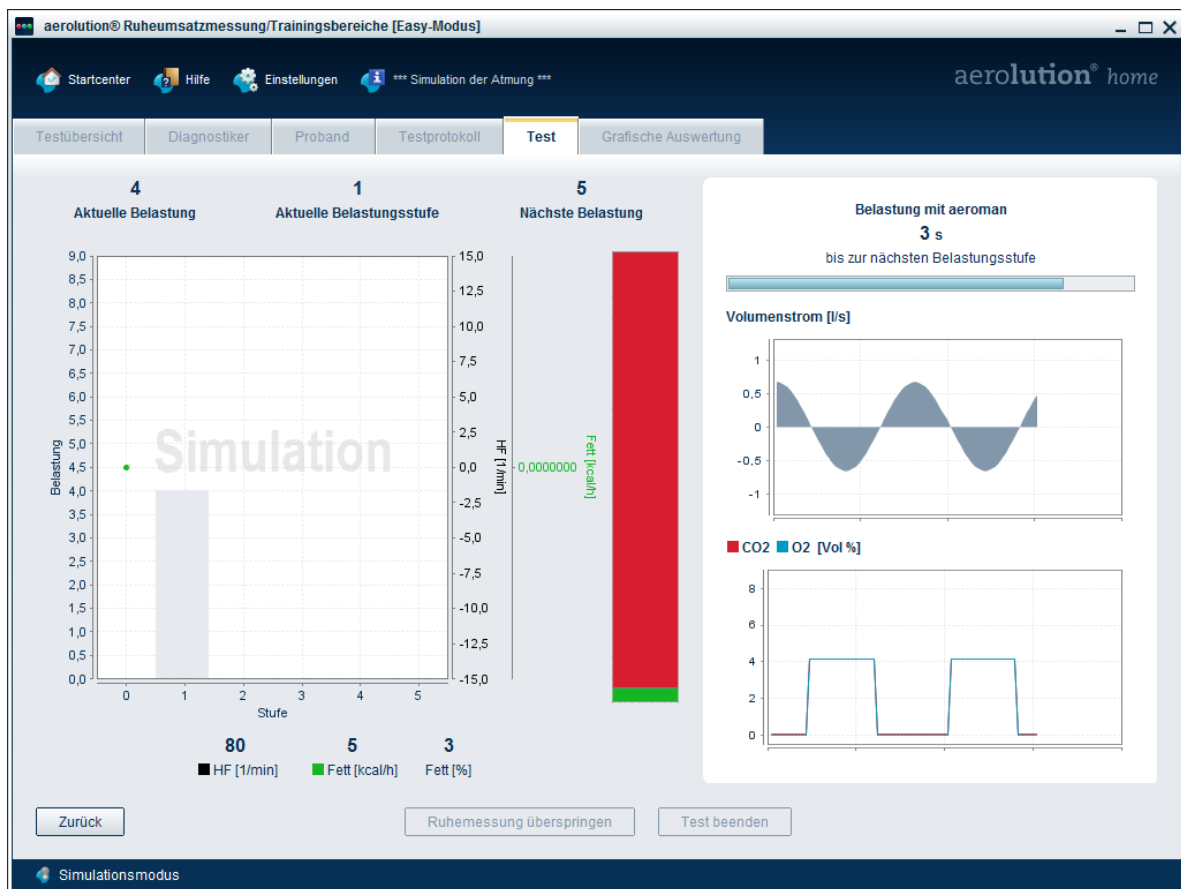 aerolution® Ruheumsatzmessung/Trainingsbereiche [Easy-Modus]
Startcenter Hilfe Einstellungen *** Simulation der Atmung *** aerolution® home
Testübersicht Diagnostiker Proband Testprotokoll Test Grafische Auswertung
4 1 5
Aktuelle Belastung Aktuelle Belastungsstufe Nächste Belastung
Belastung mit aeroman
3 s
bis zur nächsten Belastungsstufe
9,0
8,5
8,0
7,5
7,0
6,5
6,0
5,5
5,0
4,5
4,0
3,5
3,0
2,5
2,0
1,5
1,0
0,5
0,0
Belastung
Simulation
0 1 2 3 4 5
Stufe
15,0
12,5
10,0
7,5
5,0
2,5
0,0
-2,5
-5,0
-7,5
-10,0
-12,5
-15,0
HF [1/min]
0,0000000
Fett [kcal/h]
80 5 3
HF [1/min] Fett [kcal/h] Fett [%]
Volumenstrom [l/s]
1
0,5
0
-0,5
-1
CO2 O2 [Vol %]
8
6
4
2
0
Zurück Ruhemessung überspringen Test beenden
Simulationsmodus